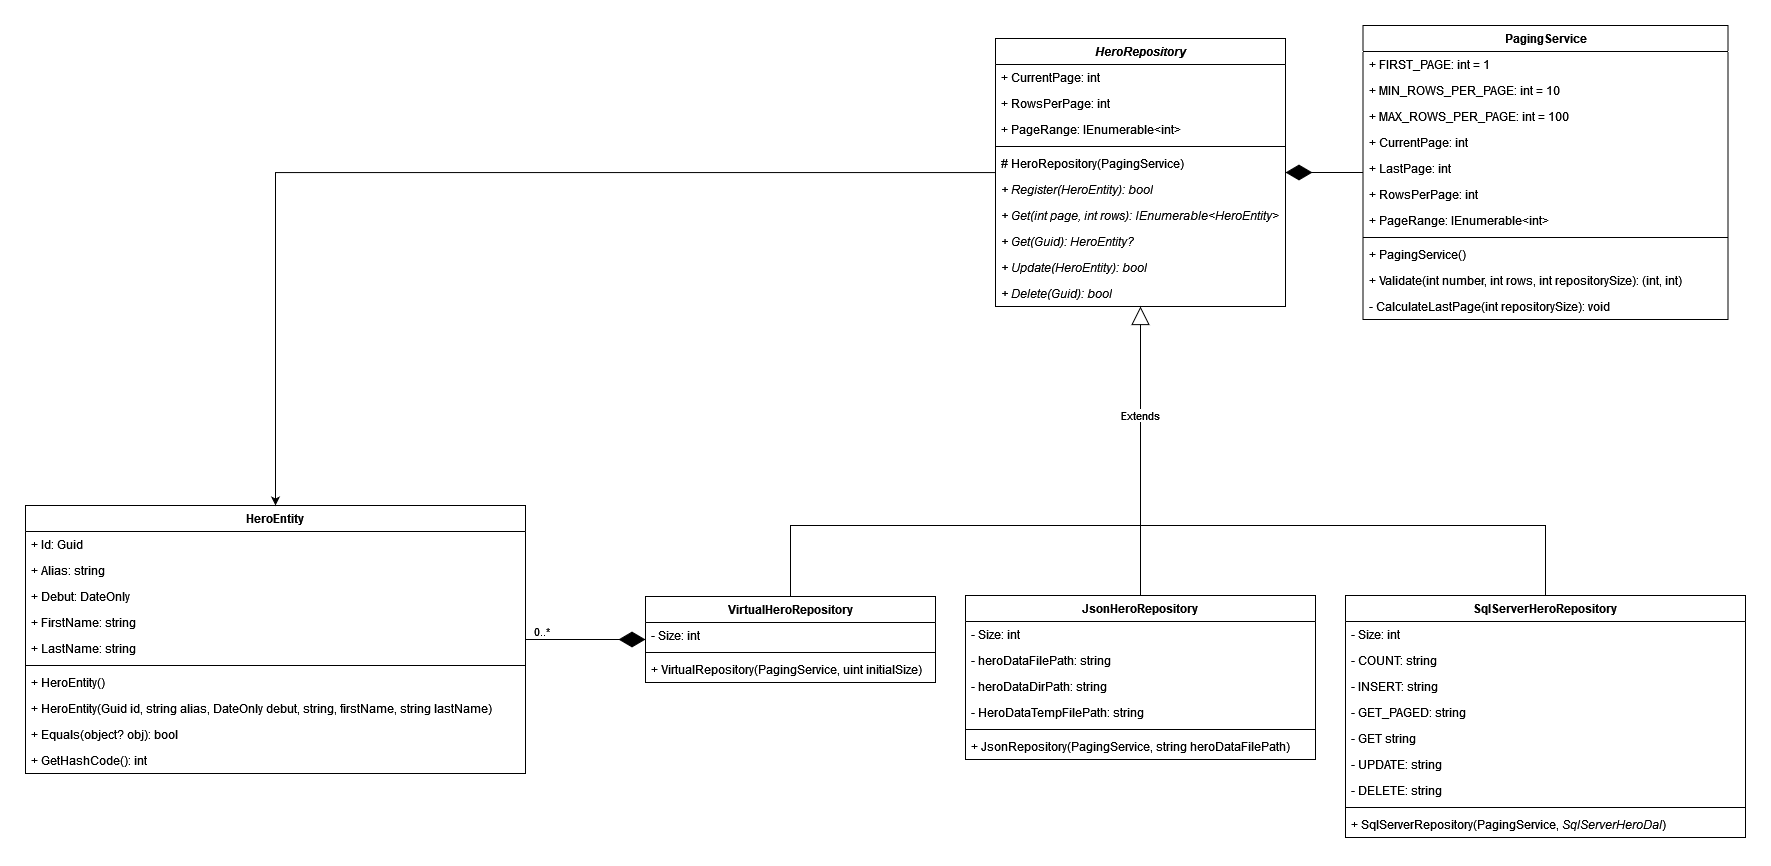 HeroRepository
+ CurrentPage: int
+ RowsPerPage: int
+ PageRange: IEnumerable<int>
# HeroRepository(PagingService)
+ Register(HeroEntity): bool
+ Get(int page, int rows): IEnumerable<HeroEntity>
+ Get(Guid): HeroEntity?
+ Update(HeroEntity): bool
+ Delete(Guid): bool
PagingService
+ FIRST_PAGE: int = 1
+ MIN_ROWS_PER_PAGE: int = 10
+ MAX_ROWS_PER_PAGE: int = 100
+ CurrentPage: int
+ LastPage: int
+ RowsPerPage: int
+ PageRange: IEnumerable<int>
+ PagingService()
+ Validate(int number, int rows, int repositorySize): (int, int)
- CalculateLastPage(int repositorySize): void
Extends
HeroEntity
+ Id: Guid
+ Alias: string
+ Debut: DateOnly
+ FirstName: string
+ LastName: string
+ HeroEntity()
+ HeroEntity(Guid id, string alias, DateOnly debut, string, firstName, string lastName)
+ Equals(object? obj): bool
+ GetHashCode(): int
0..*
VirtualHeroRepository
- Size: int
+ VirtualRepository(PagingService, uint initialSize)
JsonHeroRepository
- Size: int
- heroDataFilePath: string
- heroDataDirPath: string
- HeroDataTempFilePath: string
+ JsonRepository(PagingService, string heroDataFilePath)
SqlServerHeroRepository
- Size: int
- COUNT: string
- INSERT: string
- GET_PAGED: string
- GET string
- UPDATE: string
- DELETE: string
+ SqlServerRepository(PagingService, SqlServerHeroDal)